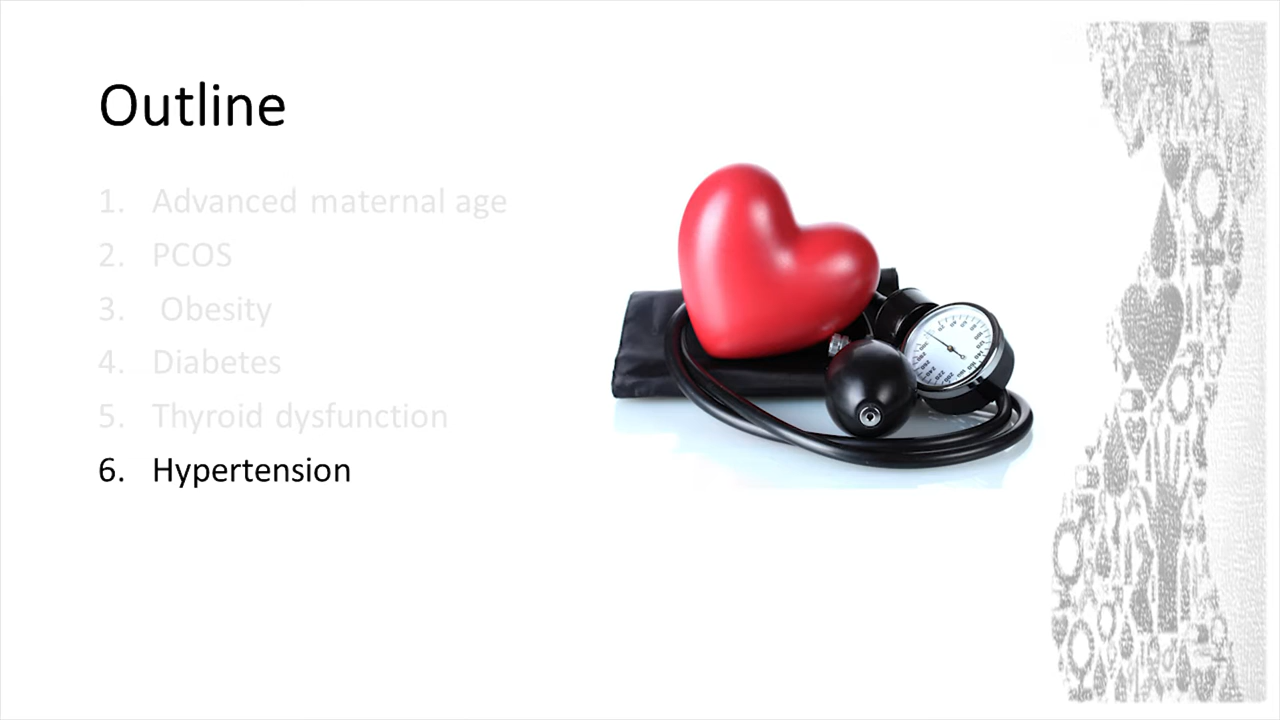 Outline
1. Advanced maternal age
2. PCOS
3. Obesity
4. Diabetes
5. Thyroid dysfunction
6. Hypertension